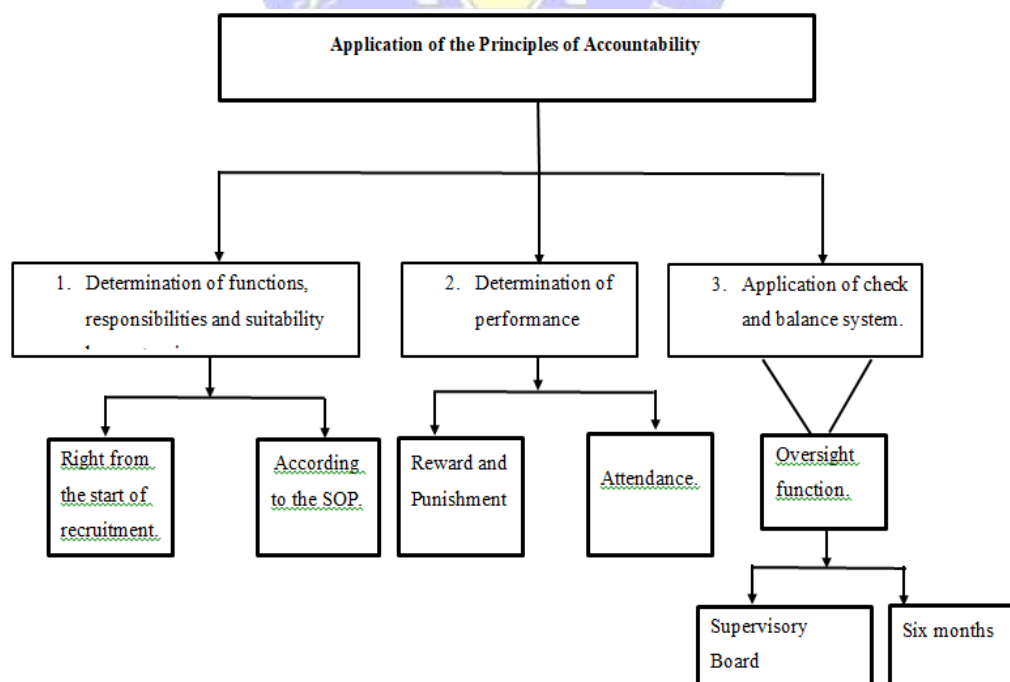 Application of the Principles of Accountability
1. Determination of functions,
responsibilities and suitability
2. Determination of
performance
3. Application of check
and balance system.
Right from
the start of
recruitment.
According
to the SOP.
Reward and
Punishment
Attendance.
Oversight
function.
Supervisory
Board
Six months